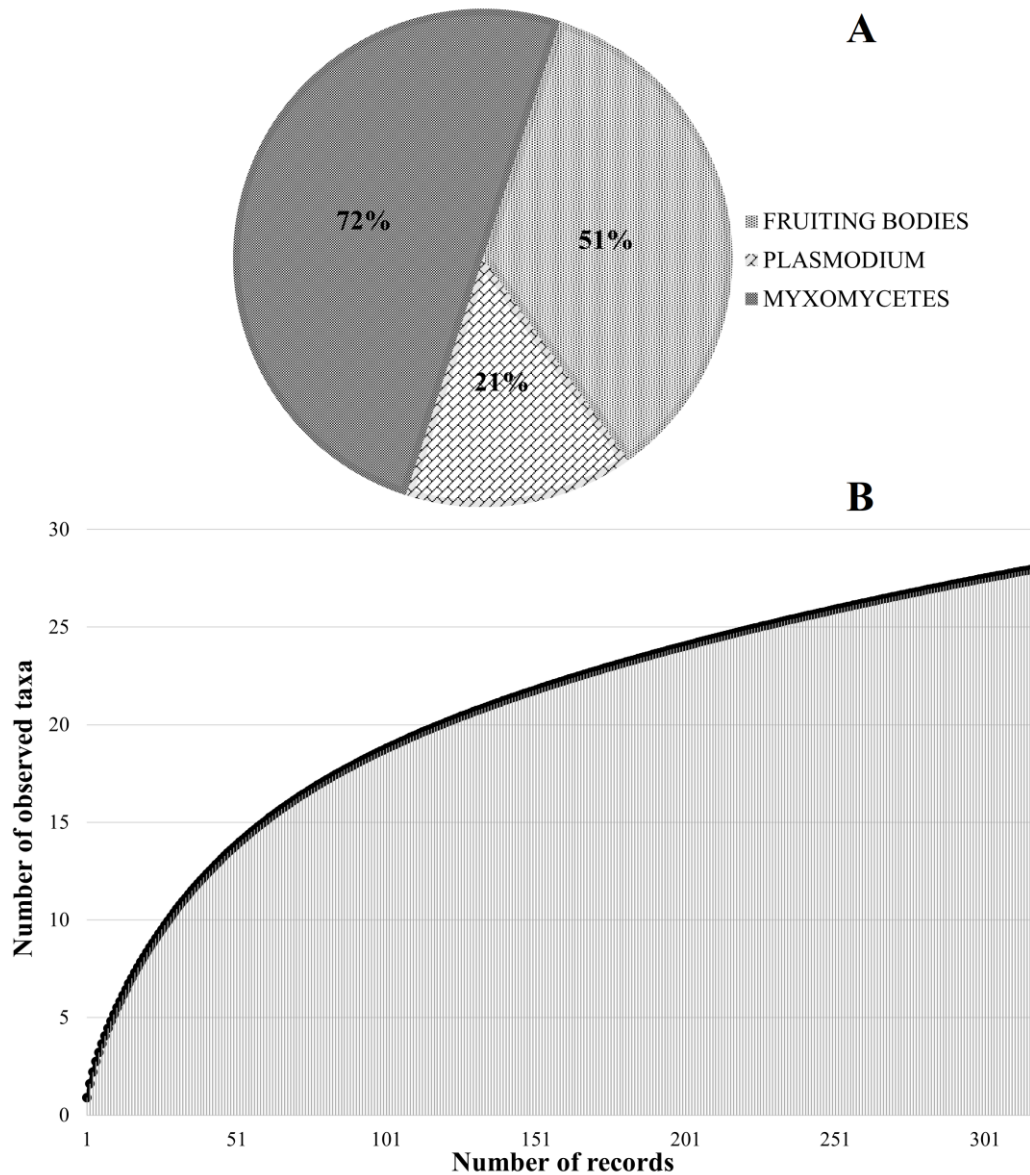 A
72%
51%
21%
FRUITING BODIES
PLASMODIUM
MYXOMYCETES
B
30
25
20
15
10
5
0
Number of observed taxa
1 51 101 151 201 251 301
Number of records